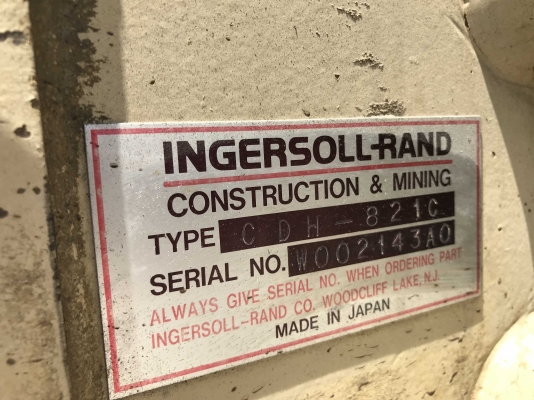 INGERSOLL-RAND
CONSTRUCTION & MINING
TYPE CDH-821C
SERIAL NO. W002143A0
ALWAYS GIVE SERIAL NO. WHEN ORDERING PART
INGERSOLL-RAND CO. WOODCLIFF LAKE, N.J.
MADE IN JAPAN